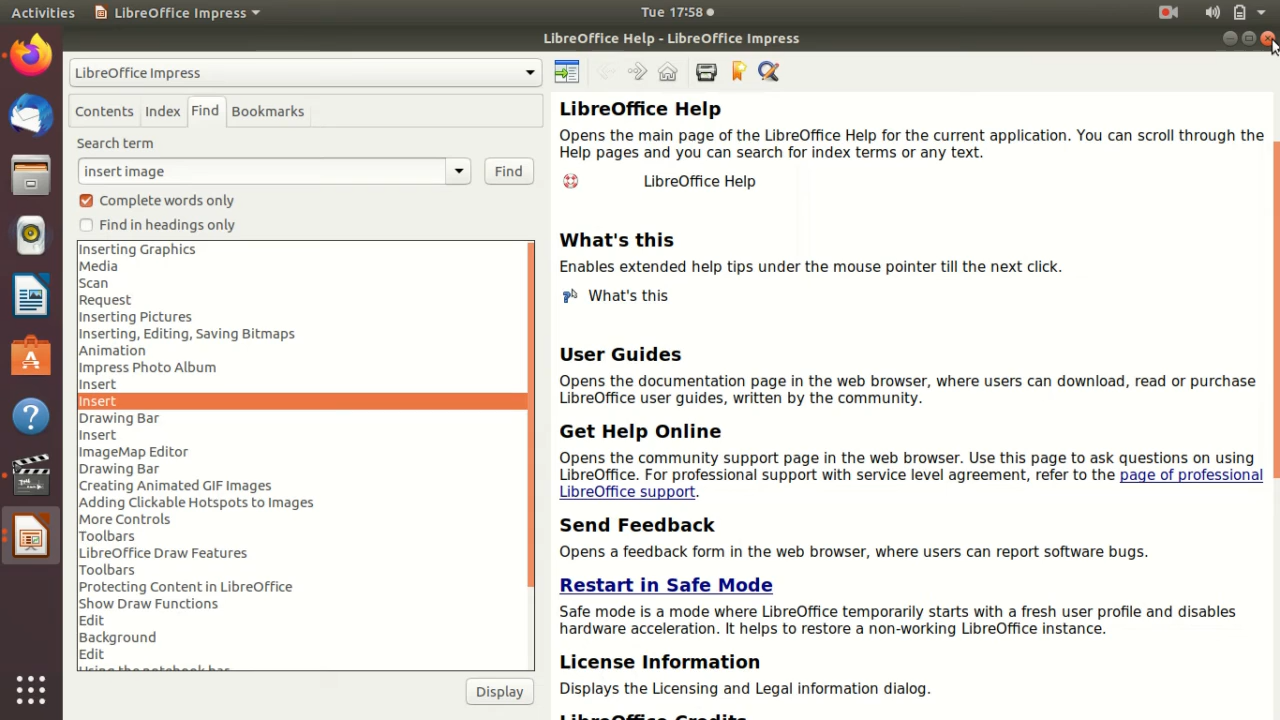 Activities LibreOffice Impress Tue 17:58
LibreOffice Help - LibreOffice Impress
LibreOffice Impress
Contents Index Find Bookmarks
Search term
insert image Find
Complete words only
Find in headings only
Inserting Graphics
Media
Scan
Request
Inserting Pictures
Inserting, Editing, Saving Bitmaps
Animation
Impress Photo Album
Insert
Insert
Drawing Bar
Insert
ImageMap Editor
Drawing Bar
Creating Animated GIF Images
Adding Clickable Hotspots to Images
More Controls
Toolbars
LibreOffice Draw Features
Toolbars
Protecting Content in LibreOffice
Show Draw Functions
Edit
Background
Edit
Using the notebook bar
Display
LibreOffice Help
Opens the main page of the LibreOffice Help for the current application. You can scroll through the
Help pages and you can search for index terms or any text.
LibreOffice Help
What's this
Enables extended help tips under the mouse pointer till the next click.
What's this
User Guides
Opens the documentation page in the web browser, where users can download, read or purchase
LibreOffice user guides, written by the community.
Get Help Online
Opens the community support page in the web browser. Use this page to ask questions on using
LibreOffice. For professional support with service level agreement, refer to the page of professional
LibreOffice support.
Send Feedback
Opens a feedback form in the web browser, where users can report software bugs.
Restart in Safe Mode
Safe mode is a mode where LibreOffice temporarily starts with a fresh user profile and disables
hardware acceleration. It helps to restore a non-working LibreOffice instance.
License Information
Displays the Licensing and Legal information dialog.
LibreOffice Credits